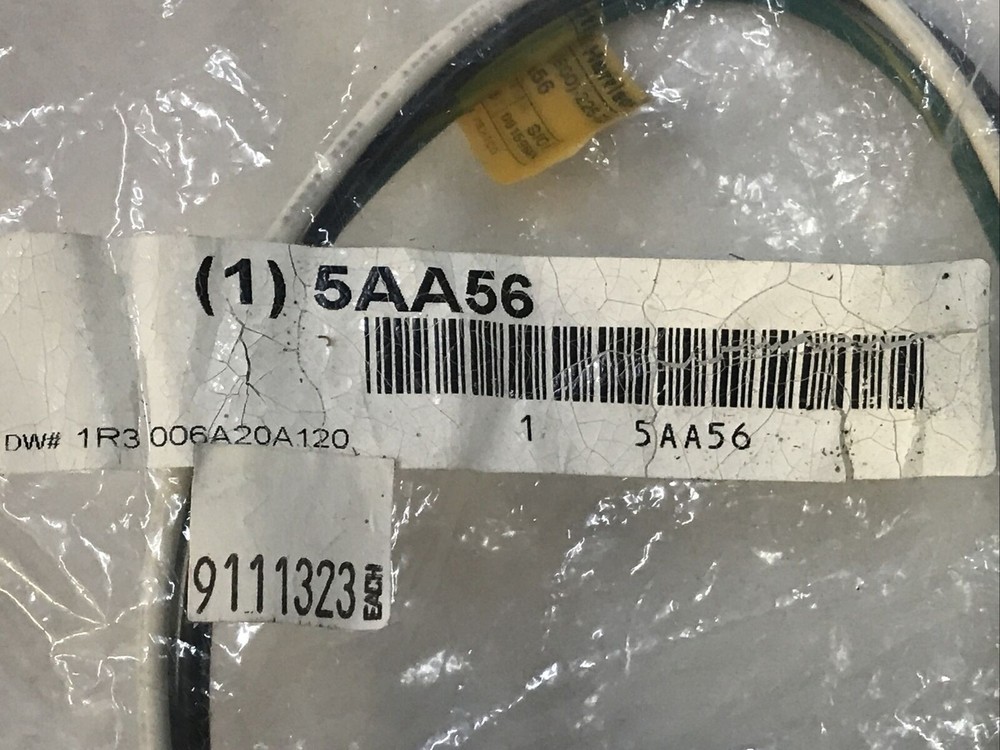 (1) 5AA56
1 5AA56
DW# 1R3 006A20A120
9111323 EACH